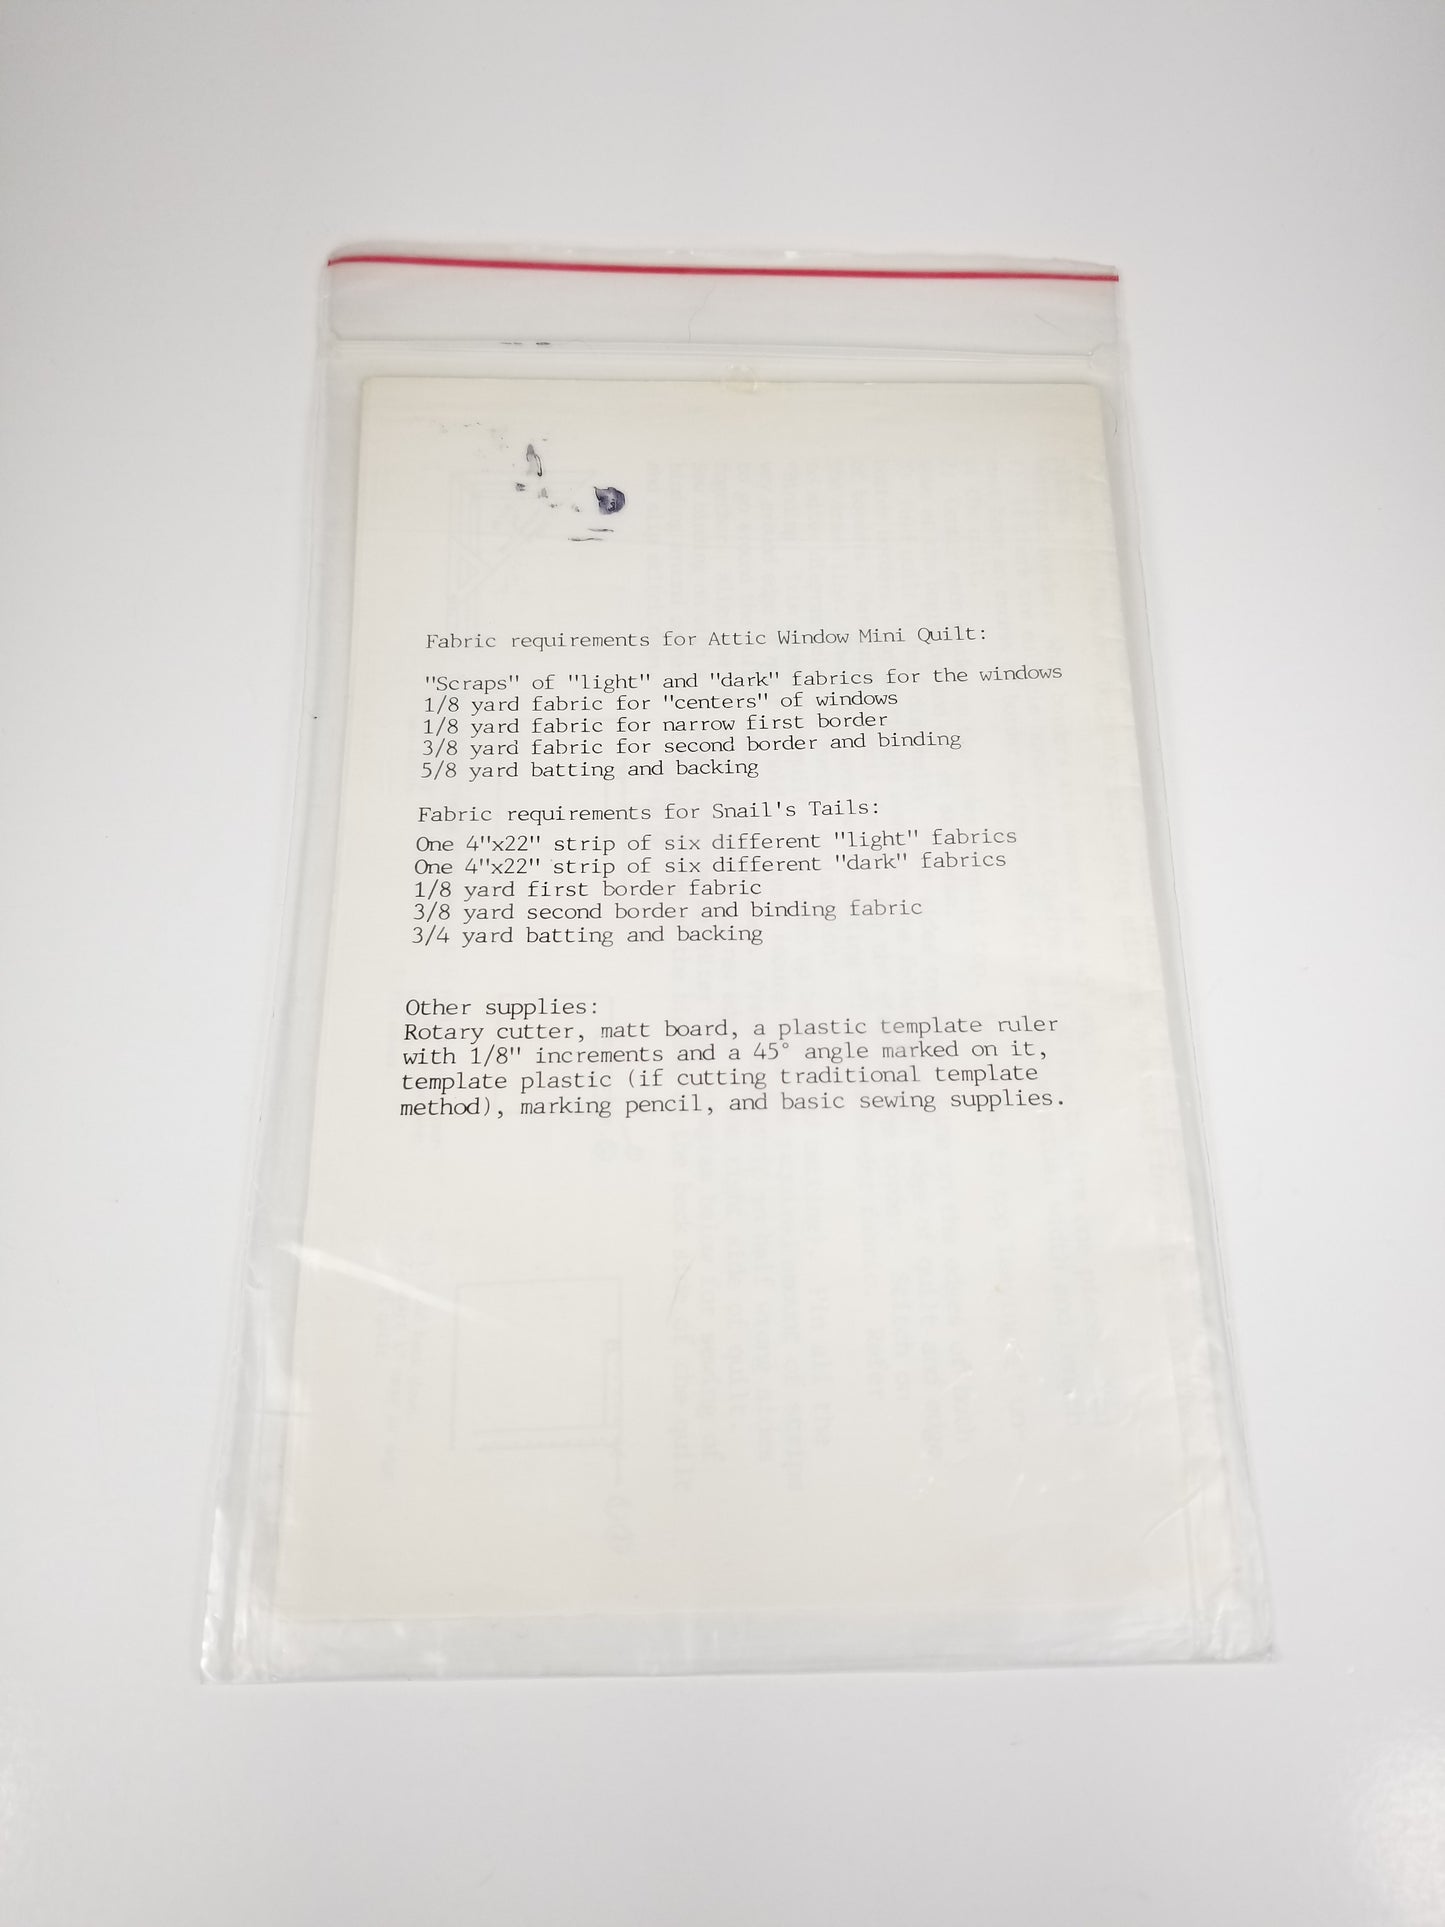 Fabric requirements for Attic Window Mini Quilt:
"Scraps" of "light" and "dark" fabrics for the windows
1/8 yard fabric for "centers" of windows
1/8 yard fabric for narrow first border
3/8 yard fabric for second border and binding
5/8 yard batting and backing
Fabric requirements for Snail's Tails:
One 4"x22" strip of six different "light" fabrics
One 4"x22" strip of six different "dark" fabrics
1/8 yard first border fabric
3/8 yard second border and binding fabric
3/4 yard batting and backing
Other supplies:
Rotary cutter, matt board, a plastic template ruler
with 1/8" increments and a 45° angle marked on it,
template plastic (if cutting traditional template
method), marking pencil, and basic sewing supplies.